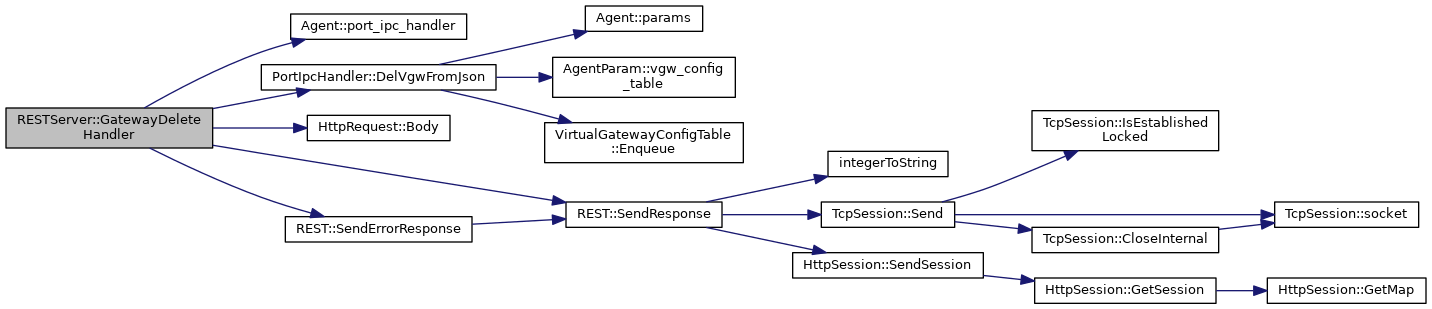 RESTServer::GatewayDelete
Handler
Agent::port_ipc_handler
PortIpcHandler::DelVgwFromJson
HttpRequest::Body
REST::SendErrorResponse
Agent::params
AgentParam::vgw_config
_table
VirtualGatewayConfigTable
::Enqueue
REST::SendResponse
integerToString
TcpSession::Send
HttpSession::SendSession
TcpSession::IsEstablished
Locked
TcpSession::CloseInternal
HttpSession::GetSession
TcpSession::socket
HttpSession::GetMap